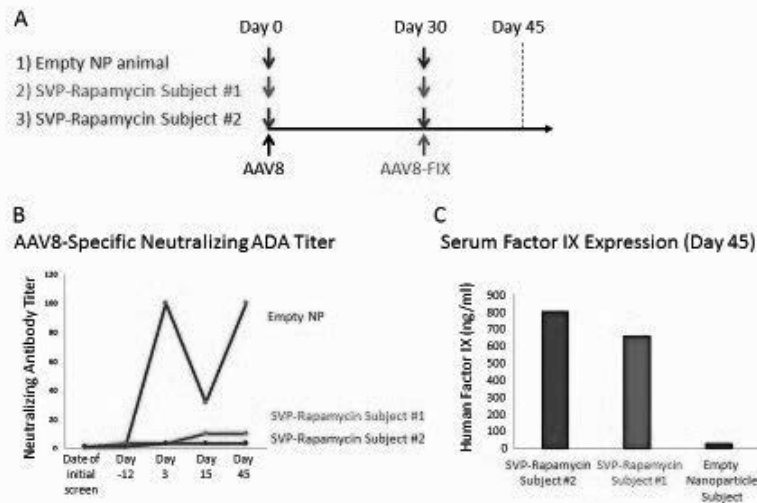 A
Day 0 Day 30 Day 45
1) Empty NP animal
2) SVP-Rapamycin Subject #1
3) SVP-Rapamycin Subject #2
AAV8 AAV8-FIX
B
AAV8-Specific Neutralizing ADA Titer
Neutralizing Antibody Titer
120
100
80
60
40
20
0
Empty NP
SVP-Rapamycin Subject #1
SVP-Rapamycin Subject #2
Date of initial screen
Day -12
Day 3
Day 15
Day 45
C
Serum Factor IX Expression (Day 45)
Human Factor IX (ng/ml)
900
800
700
600
500
400
300
200
100
0
SVP-Rapamycin
Subject #2
SVP-Rapamycin
Subject #1
Empty
Nanoparticle
Subject